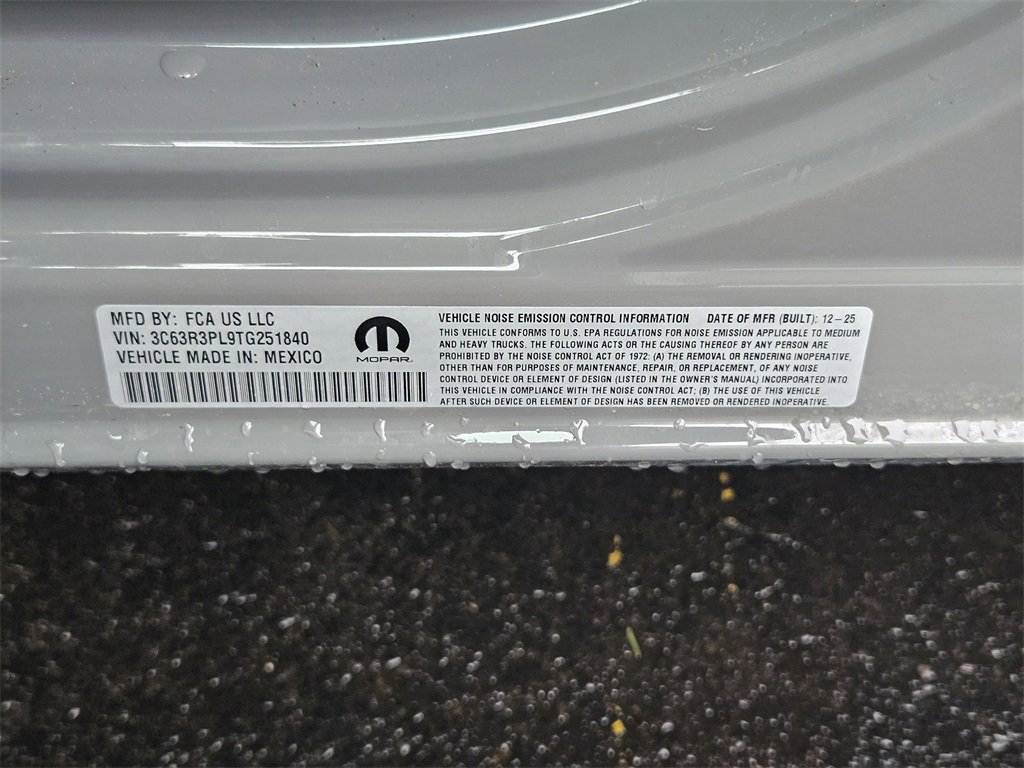 MFD BY: FCA US LLC
VIN: 3C63R3PL9TG251840
VEHICLE MADE IN: MEXICO
MOPAR.
VEHICLE NOISE EMISSION CONTROL INFORMATION DATE OF MFR (BUILT): 12-25
THIS VEHICLE CONFORMS TO U.S. EPA REGULATIONS FOR NOISE EMISSION APPLICABLE TO MEDIUM
AND HEAVY TRUCKS. THE FOLLOWING ACTS OR THE CAUSING THEREOF BY ANY PERSON ARE
PROHIBITED BY THE NOISE CONTROL ACT OF 1972: (A) THE REMOVAL OR RENDERING INOPERATIVE,
OTHER THAN FOR PURPOSES OF MAINTENANCE, REPAIR, OR REPLACEMENT, OF ANY NOISE
CONTROL DEVICE OR ELEMENT OF DESIGN (LISTED IN THE OWNER'S MANUAL) INCORPORATED INTO
THIS VEHICLE IN COMPLIANCE WITH THE NOISE CONTROL ACT; (B) THE USE OF THIS VEHICLE
AFTER SUCH DEVICE OR ELEMENT OF DESIGN HAS BEEN REMOVED OR RENDERED INOPERATIVE.